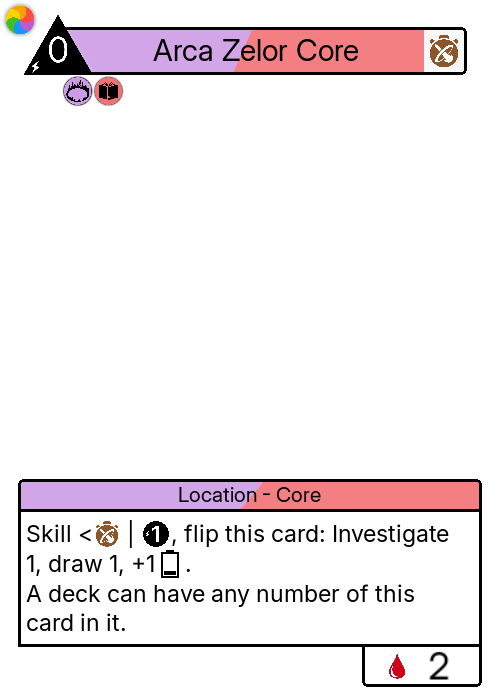 0
Arca Zelor Core
Location - Core
Skill < | 1, flip this card: Investigate
1, draw 1, +1 .
A deck can have any number of this
card in it.
2